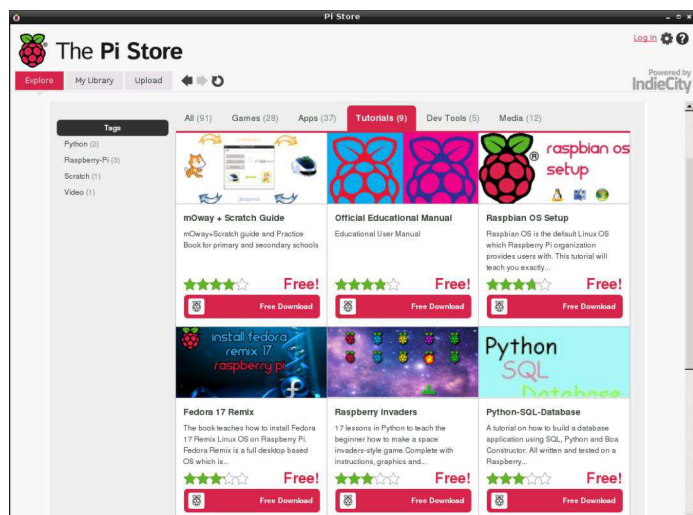 Pi Store
The Pi Store
Log in
Explore
My Library
Upload
Powered by
IndieCity
Tags
Python (2)
Raspberry-Pi (3)
Scratch (1)
Video (1)
All (91)
Games (28)
Apps (37)
Tutorials (9)
Dev Tools (5)
Media (12)
mOway + Scratch Guide
mOway+Scratch guide and Practice
Book for primary and secondary schools
Free!
Free Download
Official Educational Manual
Educational User Manual
Free!
Free Download
raspbian os
setup
Raspbian OS Setup
Raspbian OS is the default Linux OS
which Raspberry Pi organization
provides users with. This tutorial will
teach you exactly...
Free!
Free Download
install fedora
remix 17
raspberry pi
Fedora 17 Remix
The book teaches how to install Fedora
17 Remix Linux OS on Raspberry Pi.
Fedora Remix is a full desktop based
OS which is...
Free!
Free Download
Raspberry Invaders
17 lessons in Python to teach the
beginner how to make a space
invaders-style game.Complete with
instructions, graphics and...
Free!
Free Download
Python
SQL
Database
Python-SQL-Database
A tutorial on how to build a database
application using SQL, Python and Boa
Constructor. All written and tested on a
Raspberry...
Free!
Free Download